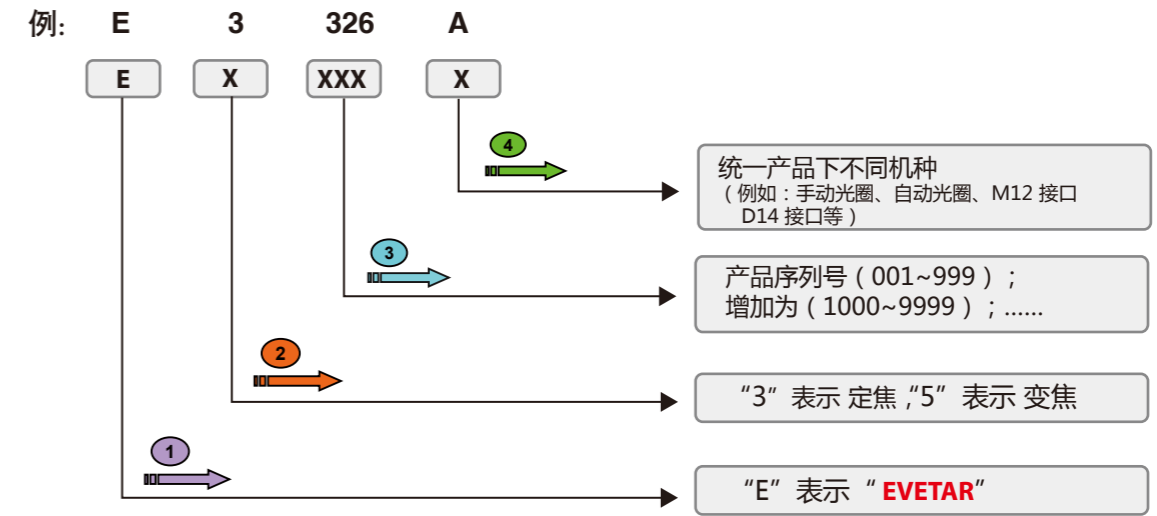 例: E 3 326 A
E X XXX X
4
统一产品下不同机种
（例如：手动光圈、自动光圈、M12 接口
D14 接口等）
3
产品序列号（001~999）；
增加为（1000~9999）；......
2
“3”表示 定焦 ,“5”表示 变焦
1
“E”表示“ EVETAR”